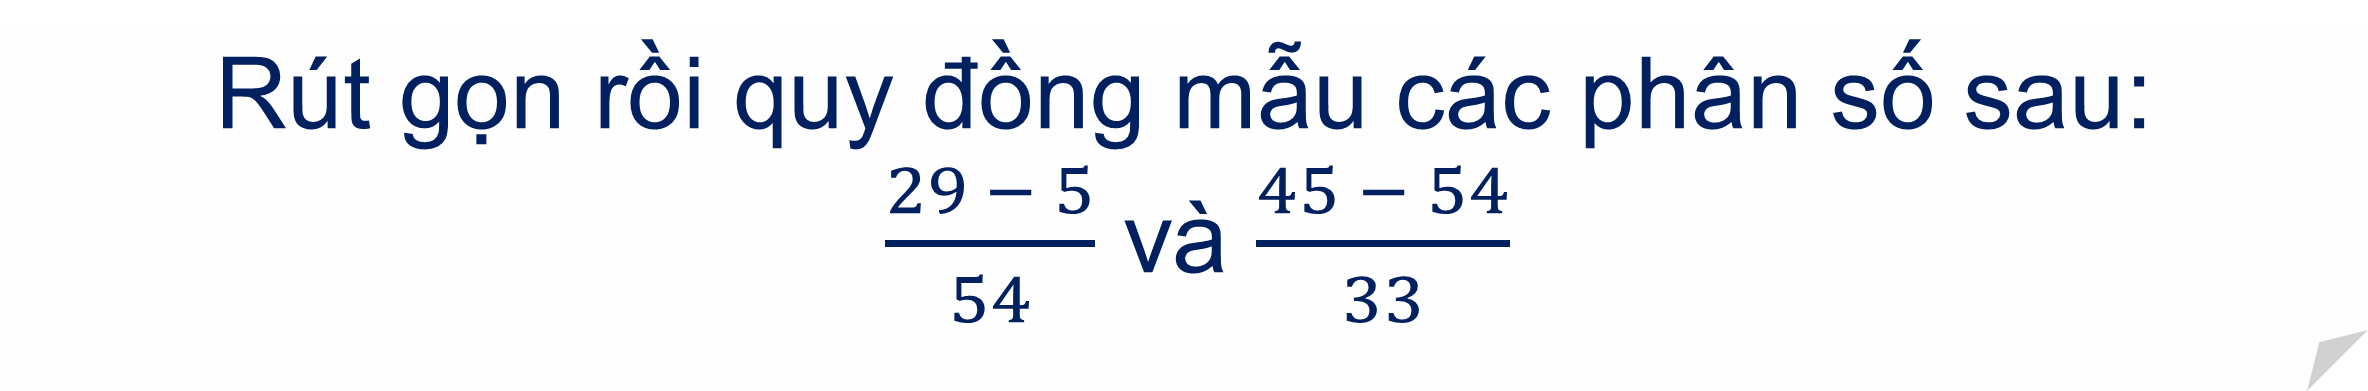 Rút gọn rồi quy đồng mẫu các phân số sau:
29 − 5 / 54 và 45 − 54 / 33